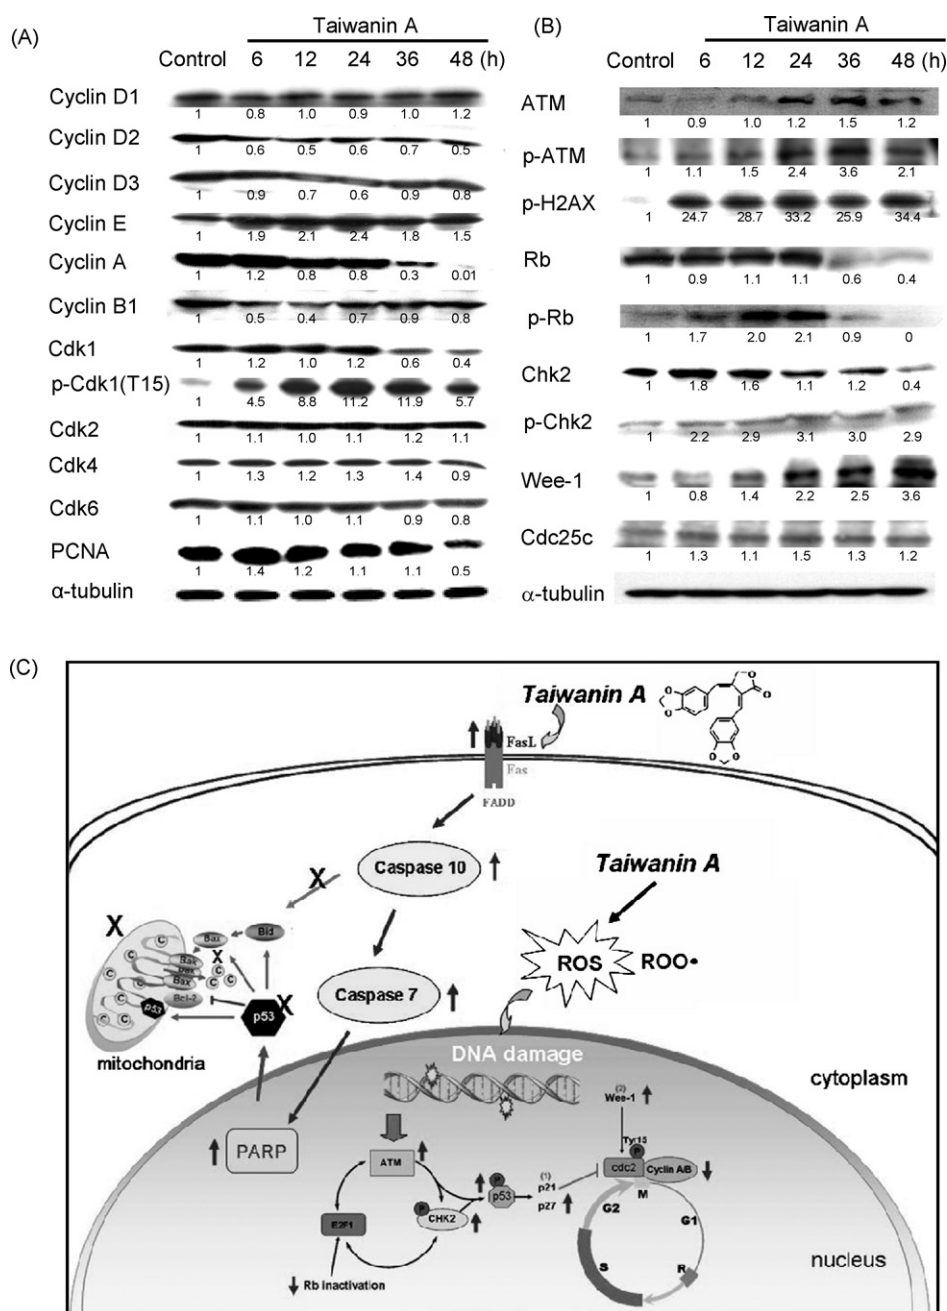 (A)
Taiwanin A
Control 6 12 24 36 48 (h)
Cyclin D1
1 0.8 1.0 0.9 1.0 1.2
Cyclin D2
1 0.6 0.5 0.6 0.7 0.5
Cyclin D3
1 0.9 0.7 0.6 0.9 0.8
Cyclin E
1 1.9 2.1 2.4 1.8 1.5
Cyclin A
1 1.2 0.8 0.8 0.3 0.01
Cyclin B1
1 0.5 0.4 0.7 0.9 0.8
Cdk1
1 1.2 1.0 1.2 0.6 0.4
p-Cdk1(T15)
1 4.5 8.8 11.2 11.9 5.7
Cdk2
1 1.1 1.0 1.1 1.2 1.1
Cdk4
1 1.3 1.2 1.3 1.4 0.9
Cdk6
1 1.1 1.0 1.1 0.9 0.8
PCNA
1 1.4 1.2 1.1 1.1 0.5
α-tubulin
(B)
Taiwanin A
Control 6 12 24 36 48 (h)
ATM
1 0.9 1.0 1.2 1.5 1.2
p-ATM
1 1.1 1.5 2.4 3.6 2.1
p-H2AX
1 24.7 28.7 33.2 25.9 34.4
Rb
1 0.9 1.1 1.1 0.6 0.4
p-Rb
1 1.7 2.0 2.1 0.9 0
Chk2
1 1.8 1.6 1.1 1.2 0.4
p-Chk2
1 2.2 2.9 3.1 3.0 2.9
Wee-1
1 0.8 1.4 2.2 2.5 3.6
Cdc25c
1 1.3 1.1 1.5 1.3 1.2
α-tubulin
(C)
Taiwanin A
O
O
O
O
O
O
FasL
Fas
FADD
Caspase 10
X
Taiwanin A
X
Bax
Bid
Bak
Bax
Bcl-2
X
C
C
C
C
C
C
C
C
C
p53
p53
X
mitochondria
Caspase 7
ROS
ROO•
DNA damage
cytoplasm
PARP
ATM
P
CHK2
E2F1
Rb inactivation
P
p53
(1)
p21
p27
(2)
Wee-1
Tyr15
P
cdc2
Cyclin A/B
M
G2
G1
S
R
nucleus